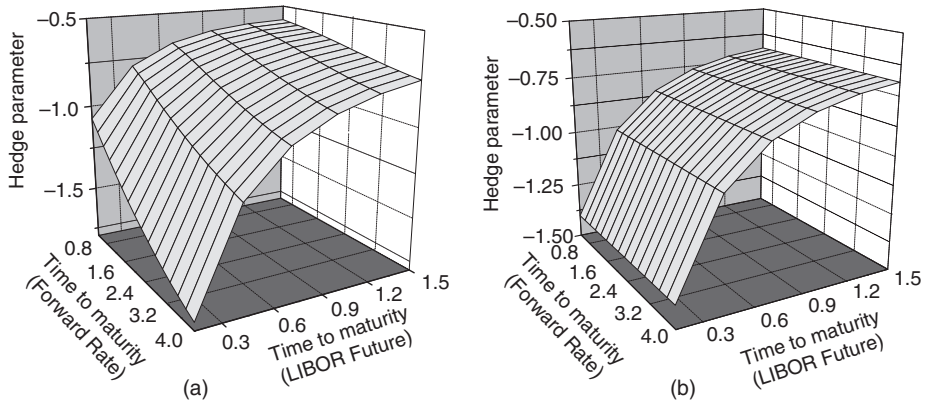 Hedge parameter
−0.5
−1.0
−1.5
0.8
1.6
2.4
3.2
4.0
Time to maturity
(Forward Rate)
0.3
0.6
0.9
1.2
1.5
Time to maturity
(LIBOR Future)
(a)
Hedge parameter
−0.50
−0.75
−1.00
−1.25
−1.50
0.8
1.6
2.4
3.2
4.0
Time to maturity
(Forward Rate)
0.3
0.6
0.9
1.2
1.5
Time to maturity
(LIBOR Future)
(b)